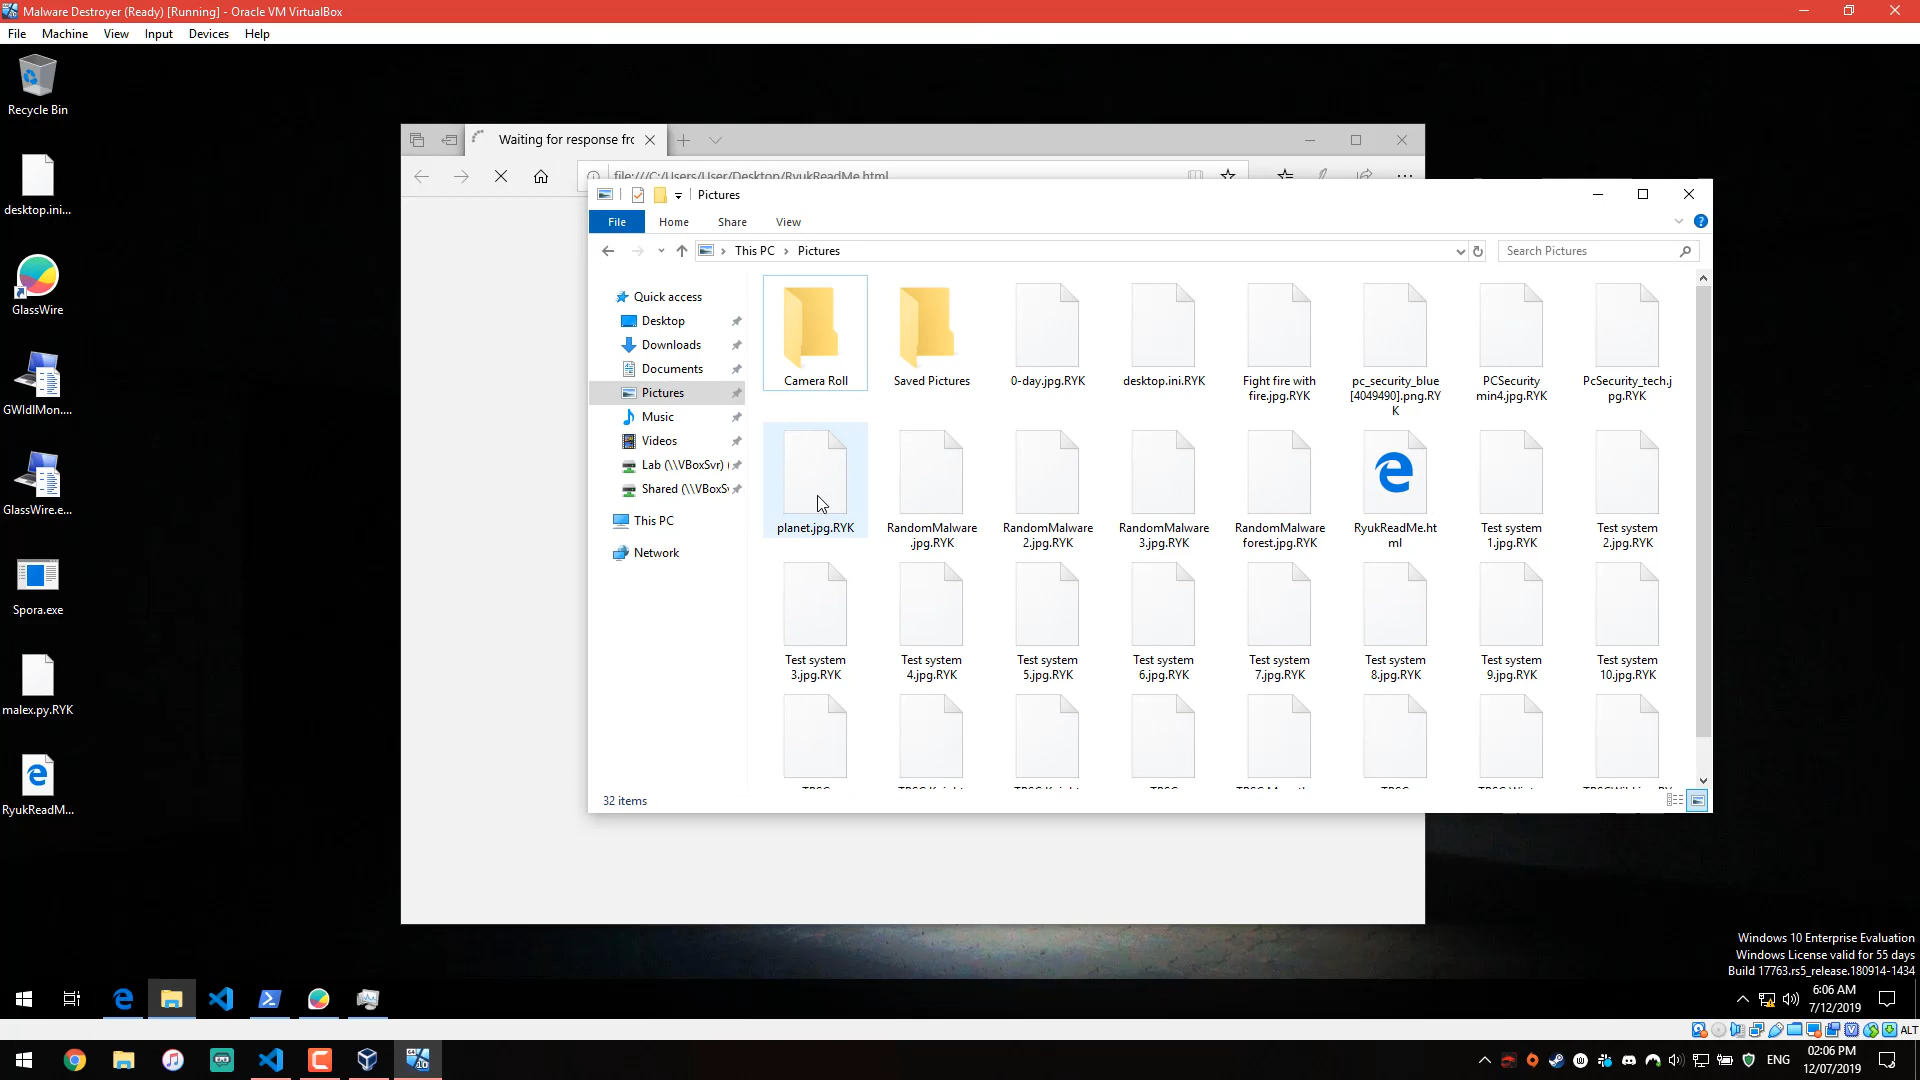 Malware Destroyer (Ready) [Running] - Oracle VM VirtualBox
File Machine View Input Devices Help
Recycle Bin
desktop.ini...
GlassWire
GWIdlMon....
GlassWire.e...
Spora.exe
malex.py.RYK
RyukReadM...
Waiting for response fro
file:///C:/Users/User/Desktop/RyukReadMe.html
Pictures
File Home Share View
This PC Pictures
Search Pictures
Quick access
Desktop
Downloads
Documents
Pictures
Music
Videos
Lab (\\VBoxSvr) (
Shared (\\VBoxSv
This PC
Network
Camera Roll
Saved Pictures
0-day.jpg.RYK
desktop.ini.RYK
Fight fire with
fire.jpg.RYK
pc_security_blue
[4049490].png.RY
K
PCSecurity
min4.jpg.RYK
PcSecurity_tech.j
pg.RYK
planet.jpg.RYK
RandomMalware
.jpg.RYK
RandomMalware
2.jpg.RYK
RandomMalware
3.jpg.RYK
RandomMalware
forest.jpg.RYK
RyukReadMe.ht
ml
Test system
1.jpg.RYK
Test system
2.jpg.RYK
Test system
3.jpg.RYK
Test system
4.jpg.RYK
Test system
5.jpg.RYK
Test system
6.jpg.RYK
Test system
7.jpg.RYK
Test system
8.jpg.RYK
Test system
9.jpg.RYK
Test system
10.jpg.RYK
32 items
Windows 10 Enterprise Evaluation
Windows License valid for 55 days
Build 17763.rs5_release.180914-1434
6:06 AM
7/12/2019
ALT
ENG
02:06 PM
12/07/2019